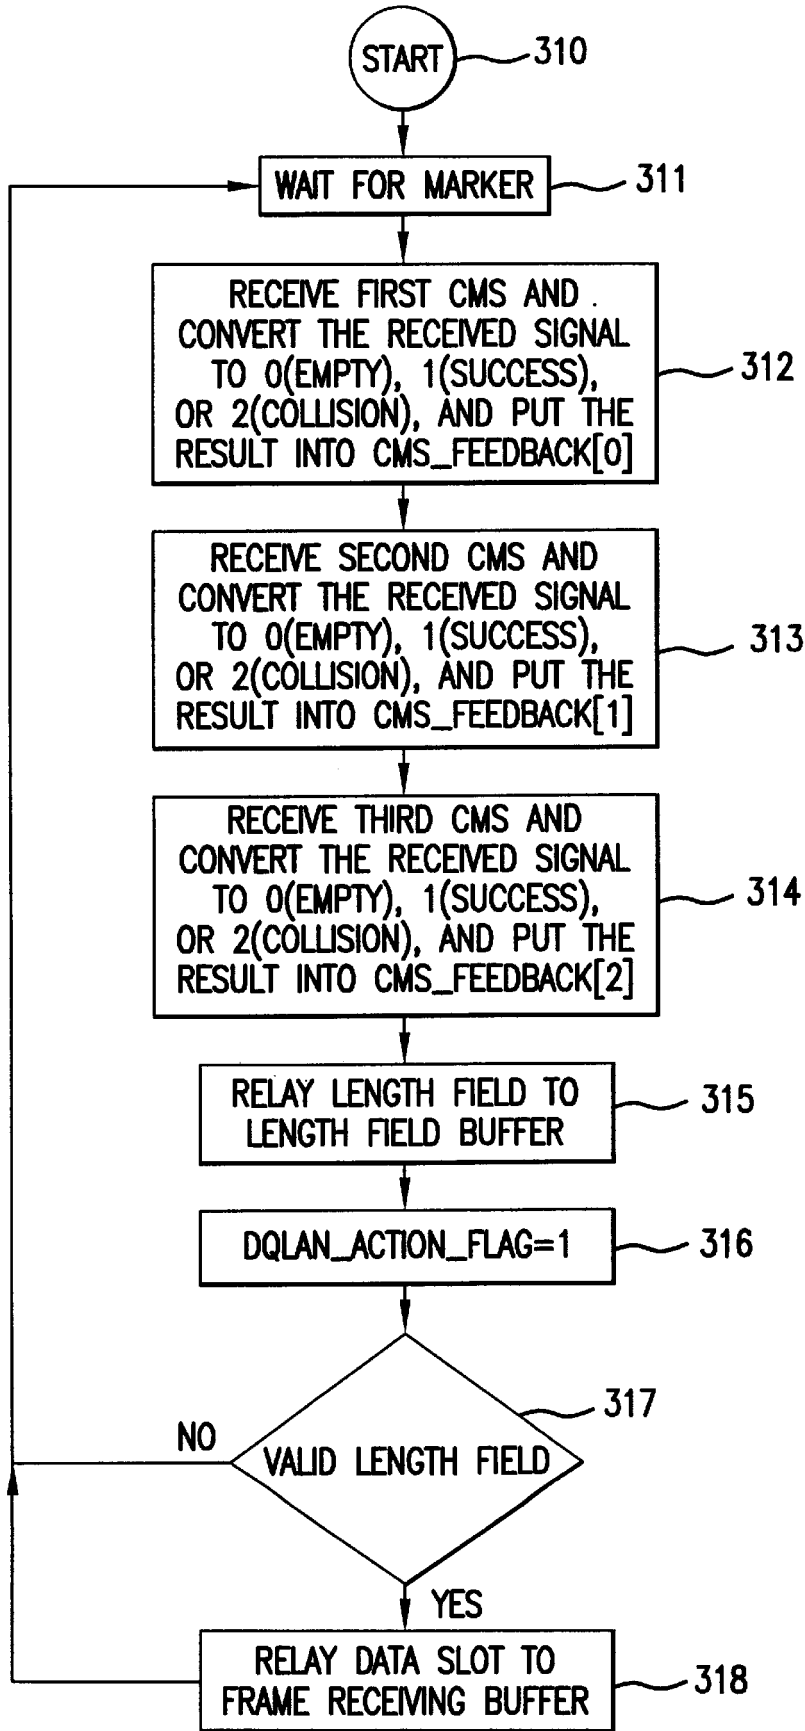 START
310
WAIT FOR MARKER
311
RECEIVE FIRST CMS AND
CONVERT THE RECEIVED SIGNAL
TO 0(EMPTY), 1(SUCCESS),
OR 2(COLLISION), AND PUT THE
RESULT INTO CMS_FEEDBACK[0]
312
RECEIVE SECOND CMS AND
CONVERT THE RECEIVED SIGNAL
TO 0(EMPTY), 1(SUCCESS),
OR 2(COLLISION), AND PUT THE
RESULT INTO CMS_FEEDBACK[1]
313
RECEIVE THIRD CMS AND
CONVERT THE RECEIVED SIGNAL
TO 0(EMPTY), 1(SUCCESS),
OR 2(COLLISION), AND PUT THE
RESULT INTO CMS_FEEDBACK[2]
314
RELAY LENGTH FIELD TO
LENGTH FIELD BUFFER
315
DQLAN_ACTION_FLAG=1
316
317
NO
VALID LENGTH FIELD
YES
RELAY DATA SLOT TO
FRAME RECEIVING BUFFER
318